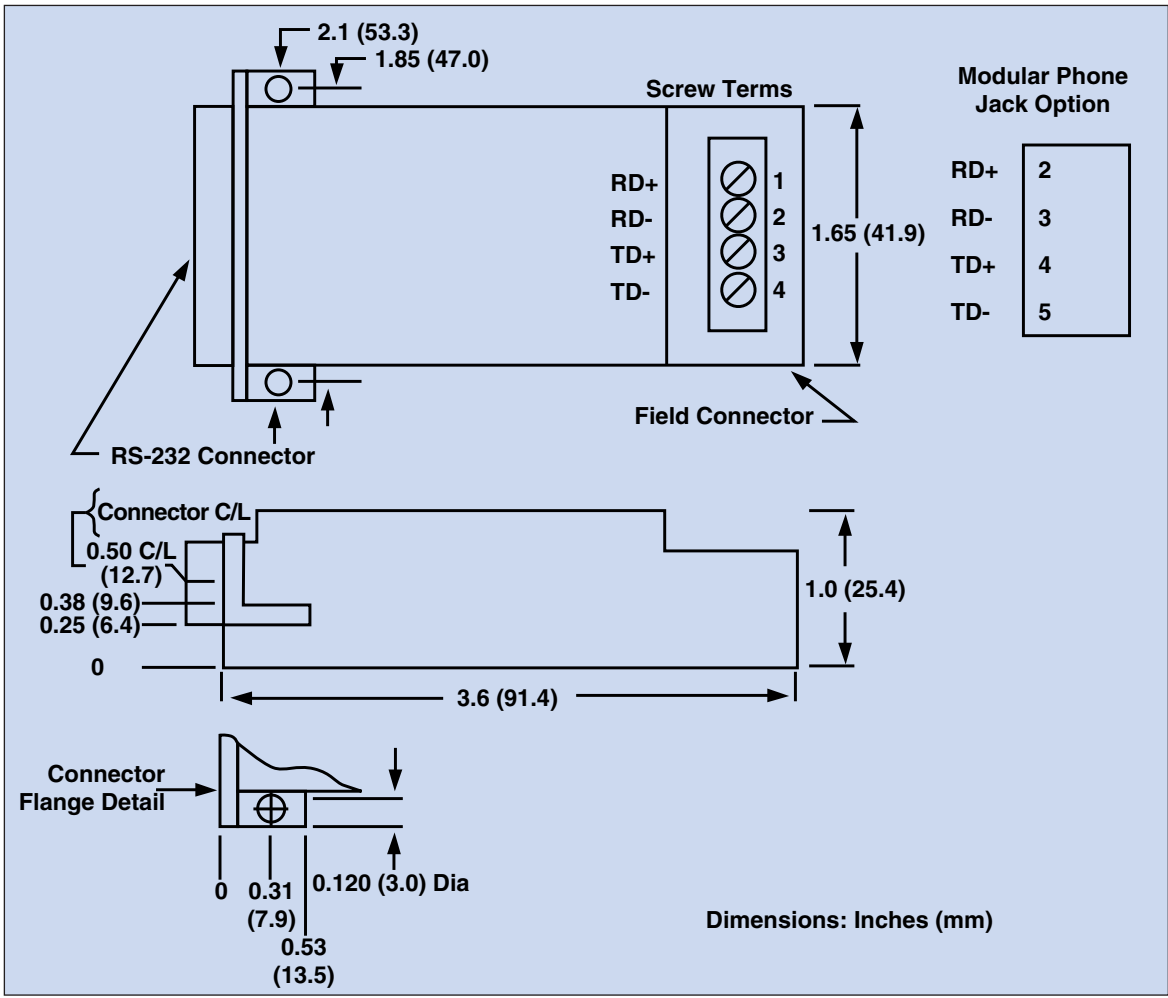 2.1 (53.3)
1.85 (47.0)
Screw Terms
Modular Phone
Jack Option
RD+
1
RD-
2
TD+
3
TD-
4
1.65 (41.9)
RD+ 2
RD- 3
TD+ 4
TD- 5
Field Connector
RS-232 Connector
Connector C/L
0.50 C/L
(12.7)
0.38 (9.6)
0.25 (6.4)
0
1.0 (25.4)
3.6 (91.4)
Connector
Flange Detail
0
0.31
(7.9)
0.53
(13.5)
0.120 (3.0) Dia
Dimensions: Inches (mm)